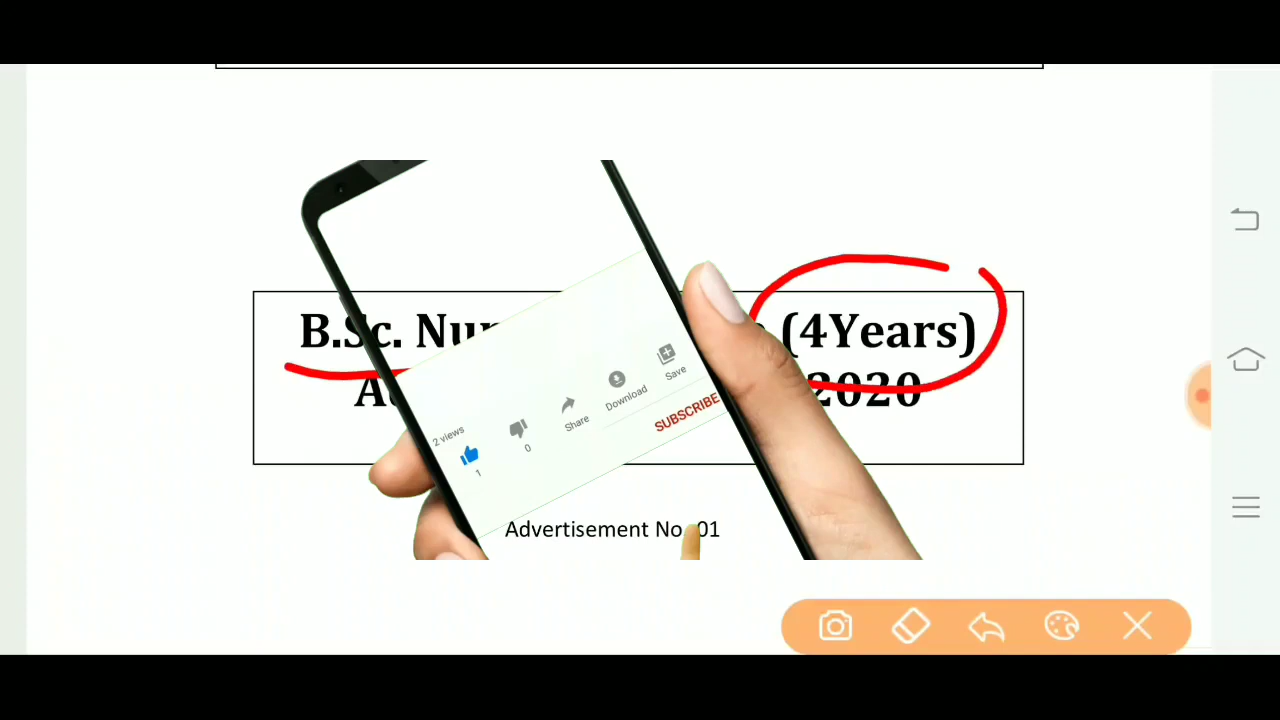 B.Sc. Nur (4Years)
2020
2 views
1
0
Share
Download
Save
SUBSCRIBE
Advertisement No. 01